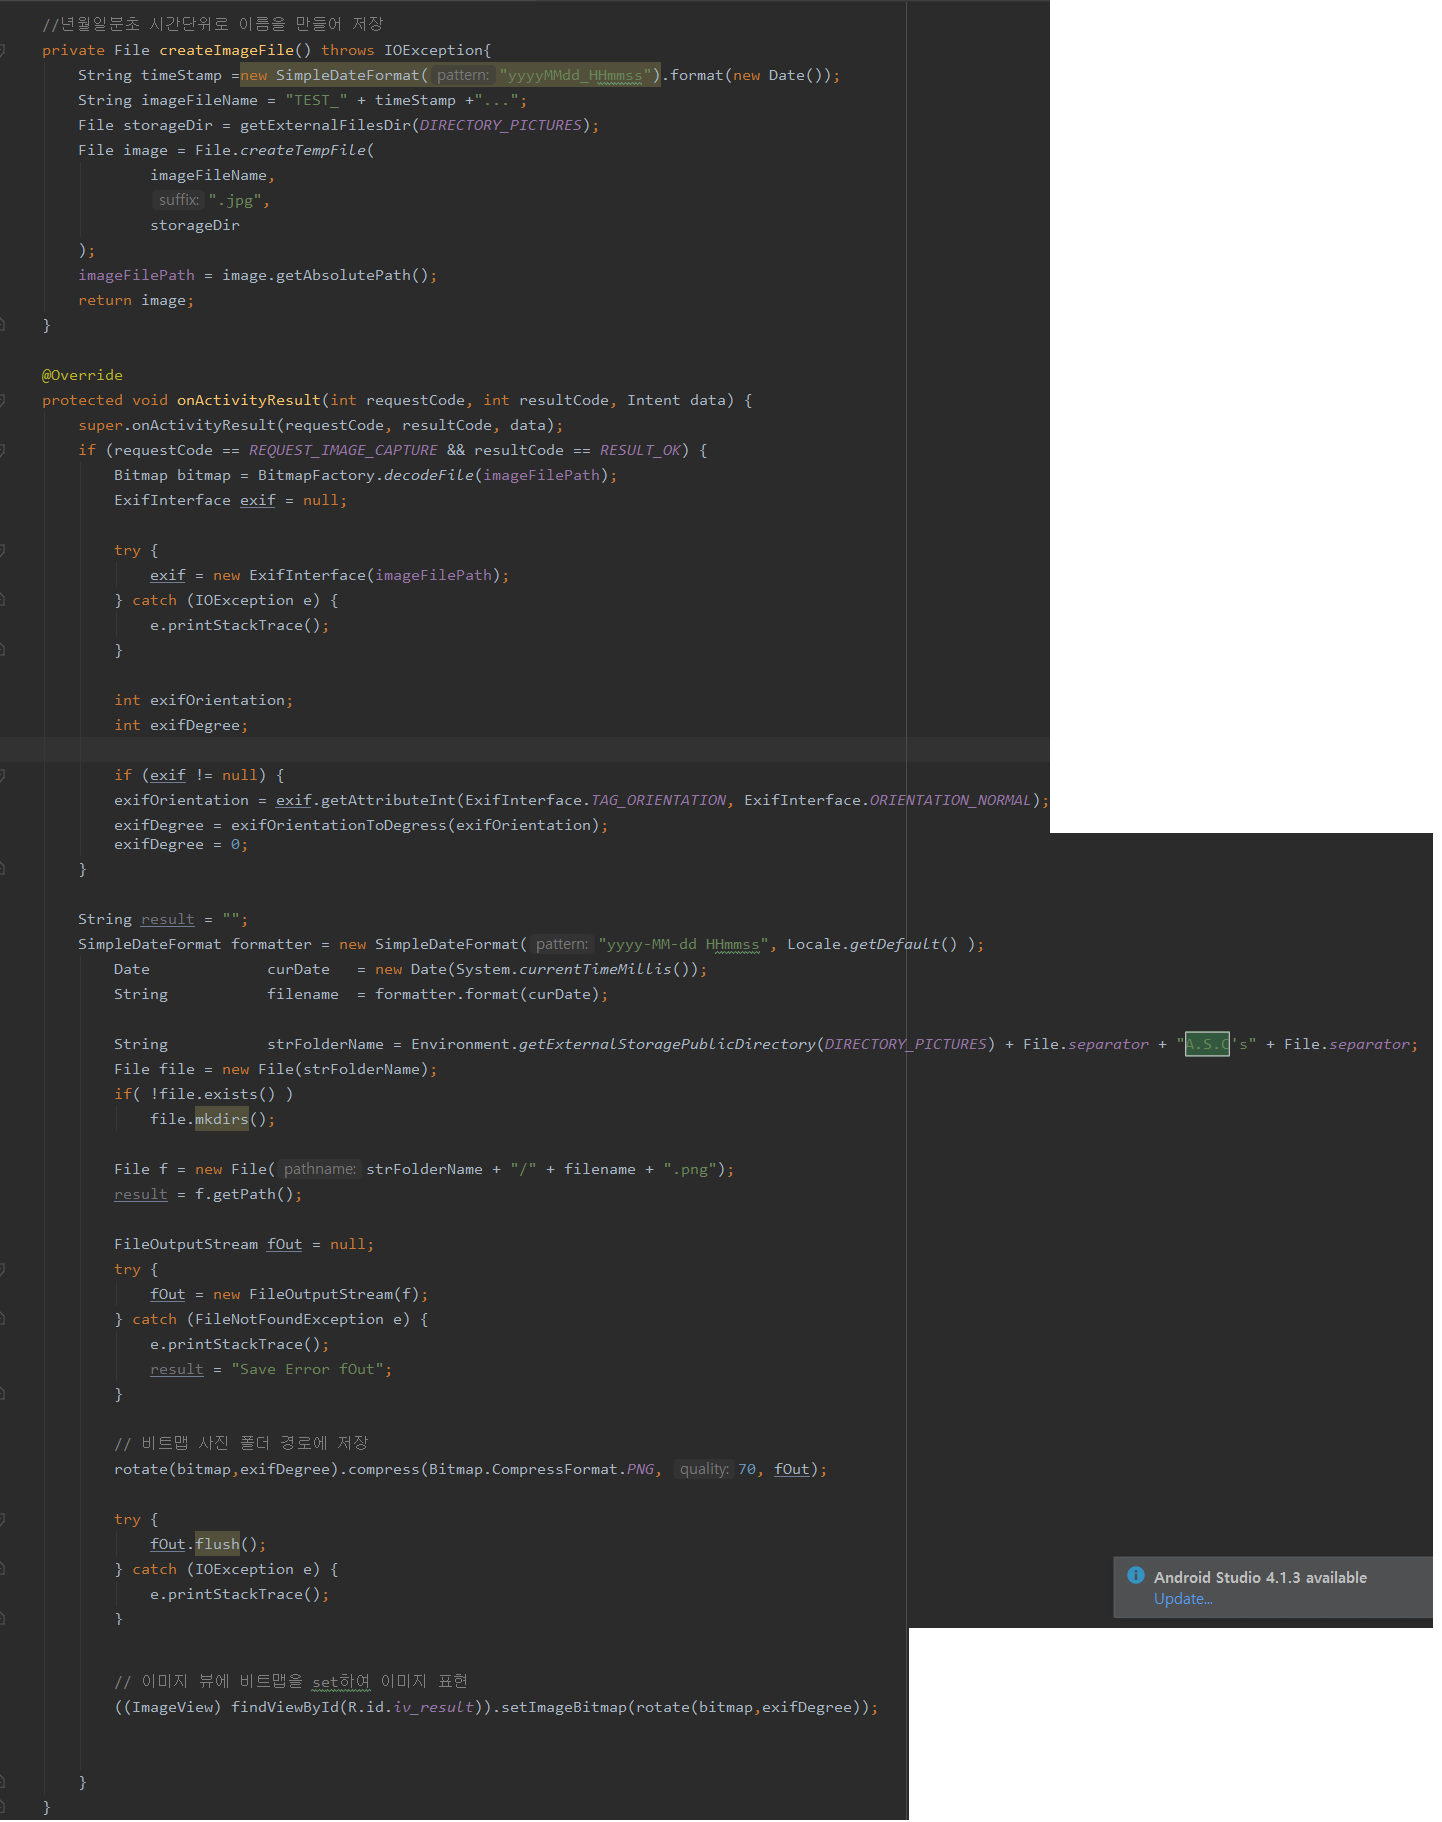 //년월일분초 시간단위로 이름을 만들어 저장
private File createImageFile() throws IOException{
String timeStamp =new SimpleDateFormat( pattern: "yyyyMMdd_HHmmss").format(new Date());
String imageFileName = "TEST_" + timeStamp +"...";
File storageDir = getExternalFilesDir(DIRECTORY_PICTURES);
File image = File.createTempFile(
imageFileName,
suffix: ".jpg",
storageDir
);
imageFilePath = image.getAbsolutePath();
return image;
}
@Override
protected void onActivityResult(int requestCode, int resultCode, Intent data) {
super.onActivityResult(requestCode, resultCode, data);
if (requestCode == REQUEST_IMAGE_CAPTURE && resultCode == RESULT_OK) {
Bitmap bitmap = BitmapFactory.decodeFile(imageFilePath);
ExifInterface exif = null;
try {
exif = new ExifInterface(imageFilePath);
} catch (IOException e) {
e.printStackTrace();
}
int exifOrientation;
int exifDegree;
if (exif != null) {
exifOrientation = exif.getAttributeInt(ExifInterface.TAG_ORIENTATION, ExifInterface.ORIENTATION_NORMAL);
exifDegree = exifOrientationToDegress(exifOrientation);
exifDegree = 0;
}
String result = "";
SimpleDateFormat formatter = new SimpleDateFormat( pattern: "yyyy-MM-dd HHmmss", Locale.getDefault() );
Date curDate = new Date(System.currentTimeMillis());
String filename = formatter.format(curDate);
String strFolderName = Environment.getExternalStoragePublicDirectory(DIRECTORY_PICTURES) + File.separator + "A.S.C's" + File.separator;
File file = new File(strFolderName);
if( !file.exists() )
file.mkdirs();
File f = new File( pathname: strFolderName + "/" + filename + ".png");
result = f.getPath();
FileOutputStream fOut = null;
try {
fOut = new FileOutputStream(f);
} catch (FileNotFoundException e) {
e.printStackTrace();
result = "Save Error fOut";
}
// 비트맵 사진 폴더 경로에 저장
rotate(bitmap,exifDegree).compress(Bitmap.CompressFormat.PNG, quality: 70, fOut);
try {
fOut.flush();
} catch (IOException e) {
e.printStackTrace();
}
Android Studio 4.1.3 available
Update...
// 이미지 뷰에 비트맵을 set하여 이미지 표현
((ImageView) findViewById(R.id.iv_result)).setImageBitmap(rotate(bitmap,exifDegree));
}
}